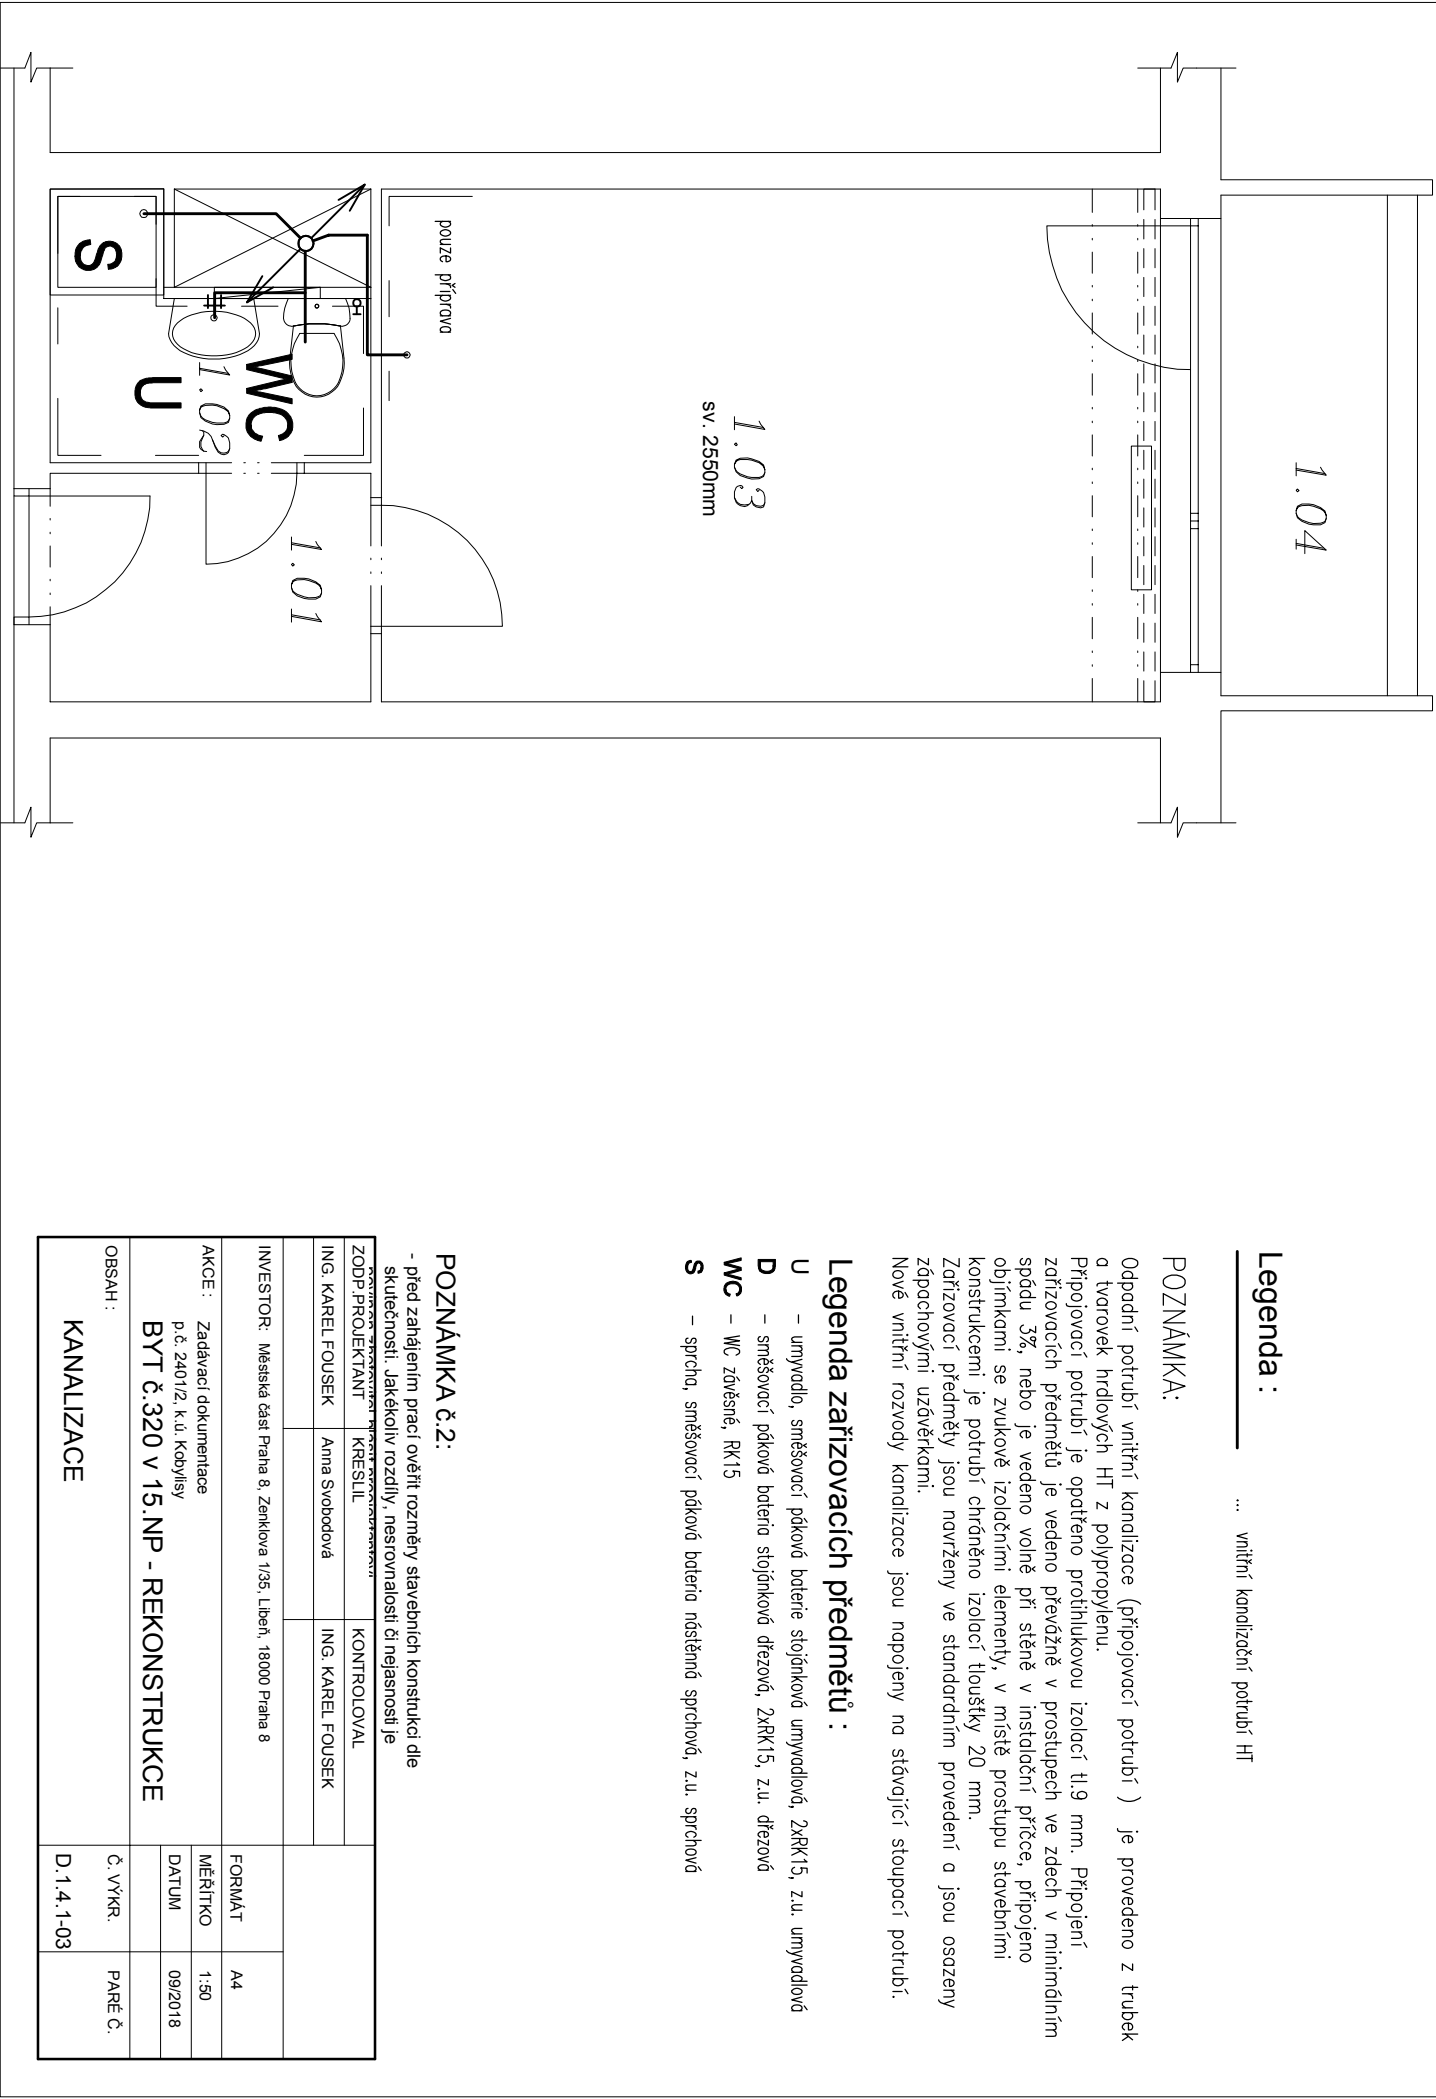 1.04
1.03
sv. 2550mm
pouze příprava
1.01
1.02
WC
U
S
Legenda :
... vnitřní kanalizační potrubí HT
POZNÁMKA:
Odpadní potrubí vnitřní kanalizace (připojovací potrubí ) je provedeno z trubek
a tvarovek hrdlových HT z polypropylenu.
Připojovací potrubí je opatřeno protihlukovou izolací tl.9 mm. Připojení
zařizovacích předmětů je vedeno převážně v prostupech ve zdech v minimálním
spádu 3%, nebo je vedeno volně při stěně v instalační příčce, připojeno
objímkami se zvukově izolačními elementy, v místě prostupu stavebními
konstrukcemi je potrubí chráněno izolací tloušťky 20 mm.
Zařizovací předměty jsou navrženy ve standardním provedení a jsou osazeny
zápachovými uzávěrkami.
Nové vnitřní rozvody kanalizace jsou napojeny na stávající stoupací potrubí.
Legenda zařizovacích předmětů :
U - umyvadlo, směšovací páková baterie stojánková umyvadlová, 2xRK15, z.u. umyvadlová
D - směšovací páková bateria stojánková dřezová, 2xRK15, z.u. dřezová
WC - WC závěsné, RK15
S - sprcha, směšovací páková bateria nástěnná sprchová, z.u. sprchová
POZNÁMKA č.2:
- před zahájením prací ověřit rozměry stavebních konstrukcí dle
skutečnosti. Jakékoliv rozdíly, nesrovnalosti či nejasnosti je
ZODP.PROJEKTANT KRESLIL KONTROLOVAL
ING. KAREL FOUSEK Anna Svobodová ING. KAREL FOUSEK
INVESTOR: Městská část Praha 8, Zenklova 1/35, Libeň, 18000 Praha 8
FORMÁT A4
AKCE : Zadávací dokumentace
MĚŘÍTKO 1:50
p.č. 2401/2, k.ú. Kobylisy
DATUM 09/2018
BYT č.320 v 15.NP - REKONSTRUKCE
OBSAH :
Č. VÝKR. PARÉ Č.
KANALIZACE
D.1.4.1-03